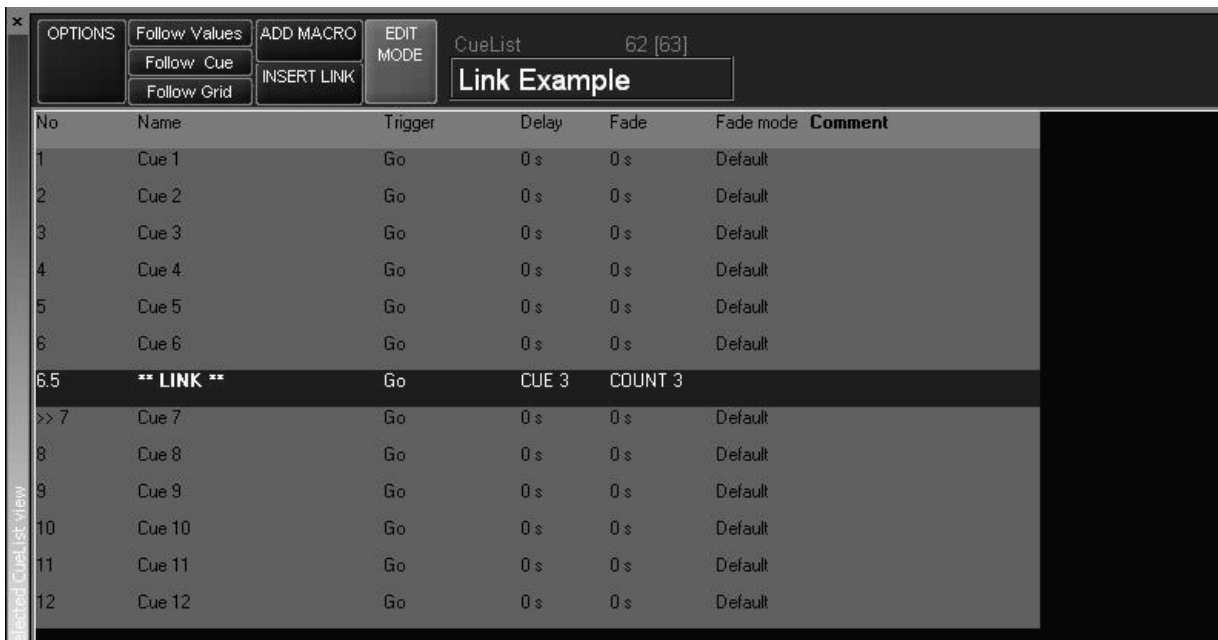 ×
OPTIONS
Follow Values
Follow Cue
Follow Grid
ADD MACRO
INSERT LINK
EDIT
MODE
CueList 62 [63]
Link Example
No Name Trigger Delay Fade Fade mode Comment
1 Cue 1 Go 0 s 0 s Default
2 Cue 2 Go 0 s 0 s Default
3 Cue 3 Go 0 s 0 s Default
4 Cue 4 Go 0 s 0 s Default
5 Cue 5 Go 0 s 0 s Default
6 Cue 6 Go 0 s 0 s Default
6.5 ** LINK ** Go CUE 3 COUNT 3
>> 7 Cue 7 Go 0 s 0 s Default
8 Cue 8 Go 0 s 0 s Default
9 Cue 9 Go 0 s 0 s Default
10 Cue 10 Go 0 s 0 s Default
11 Cue 11 Go 0 s 0 s Default
12 Cue 12 Go 0 s 0 s Default
elected CueList view